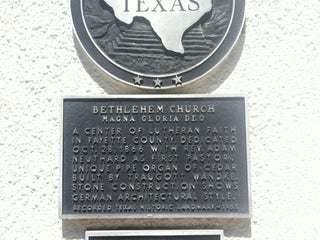 TEXAS
BETHLEHEM CHURCH
MAGNA GLORIA DEO
A CENTER OF LUTHERAN FAITH
IN FAYETTE COUNTY. DEDICATED
OCT. 28, 1866, WITH REV. ADAM
NEUTHARD AS FIRST PASTOR.
UNIQUE PIPE ORGAN OF CEDAR
BUILT BY TRAUGOTT WANDKE.
STONE CONSTRUCTION SHOWS
GERMAN ARCHITECTURAL STYLE.
RECORDED TEXAS HISTORIC LANDMARK - 1965